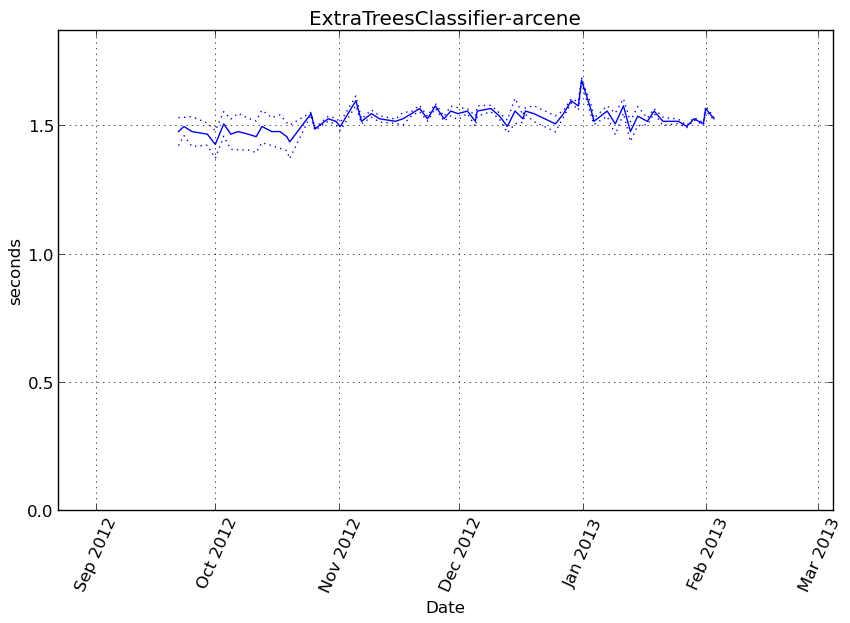 ExtraTreesClassifier-arcene
1.5
1.0
0.5
0.0
seconds
Sep 2012
Oct 2012
Nov 2012
Dec 2012
Jan 2013
Feb 2013
Mar 2013
Date